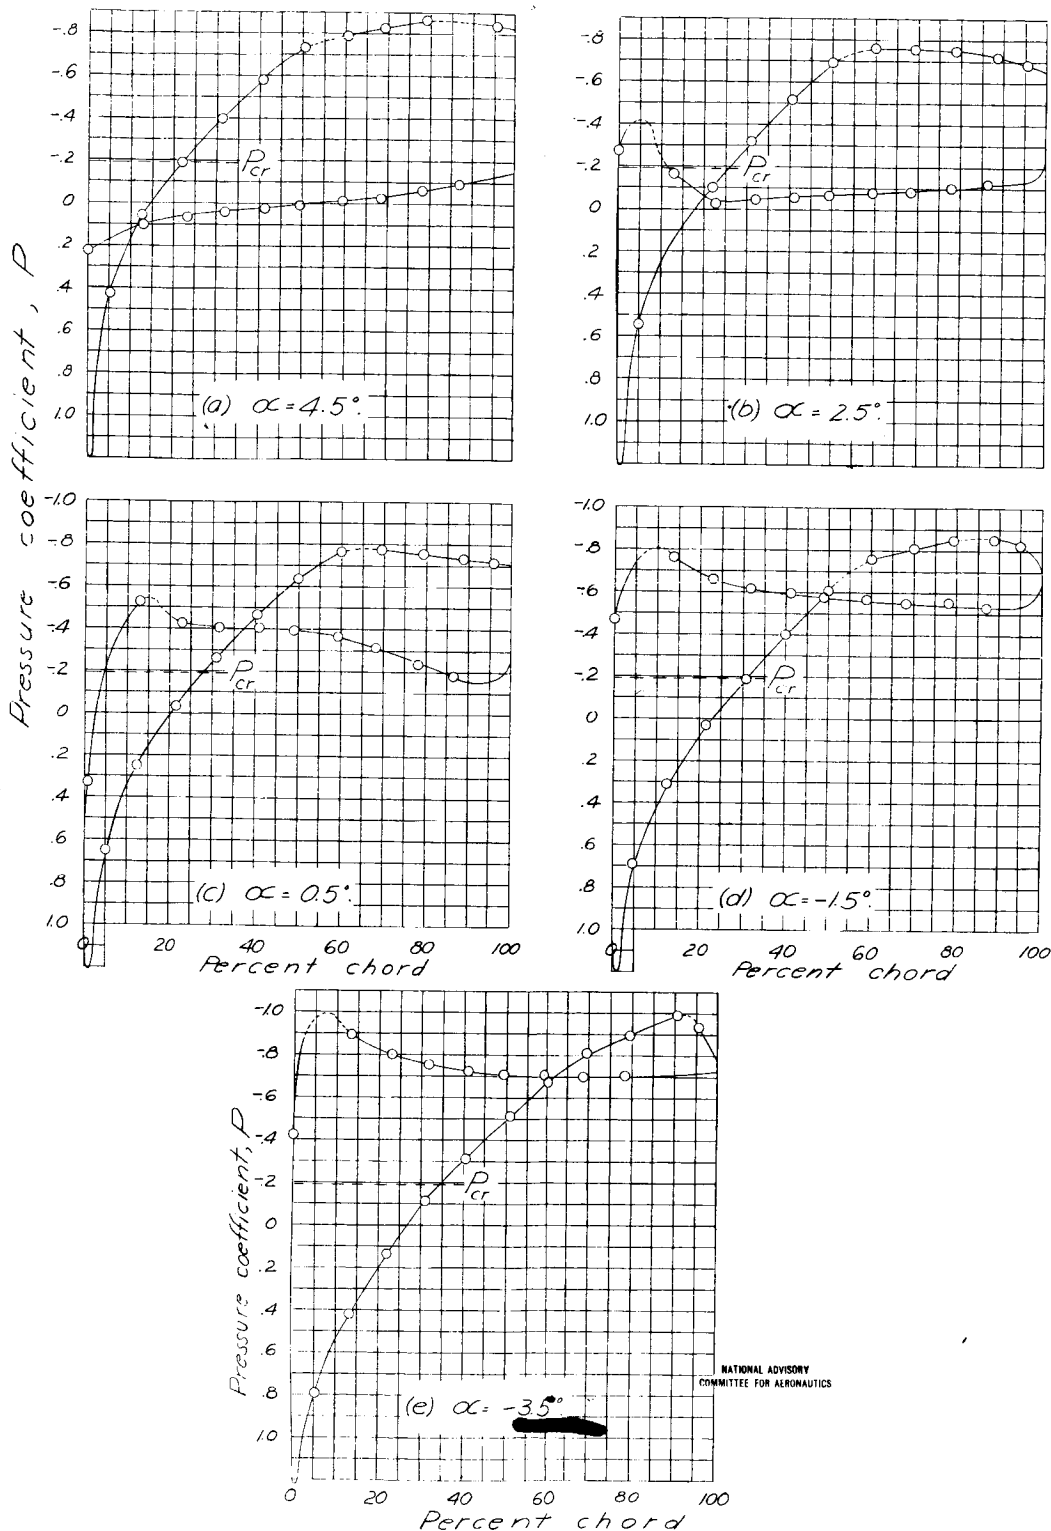 Pressure coefficient, P
-.8
-.6
-.4
-.2
0
.2
.4
.6
.8
1.0
Pcr
(a) α = 4.5°.
-.8
-.6
-.4
-.2
0
.2
.4
.6
.8
1.0
Pcr
(b) α = 2.5°.
-1.0
-.8
-.6
-.4
-.2
0
.2
.4
.6
.8
1.0
Pcr
(c) α = 0.5°.
0 20 40 60 80 100
Percent chord
-1.0
-.8
-.6
-.4
-.2
0
.2
.4
.6
.8
1.0
Pcr
(d) α = -1.5°.
0 20 40 60 80 100
Percent chord
Pressure coefficient, P
-1.0
-.8
-.6
-.4
-.2
0
.2
.4
.6
.8
1.0
Pcr
(e) α = -3.5°
0 20 40 60 80 100
Percent chord
NATIONAL ADVISORY
COMMITTEE FOR AERONAUTICS